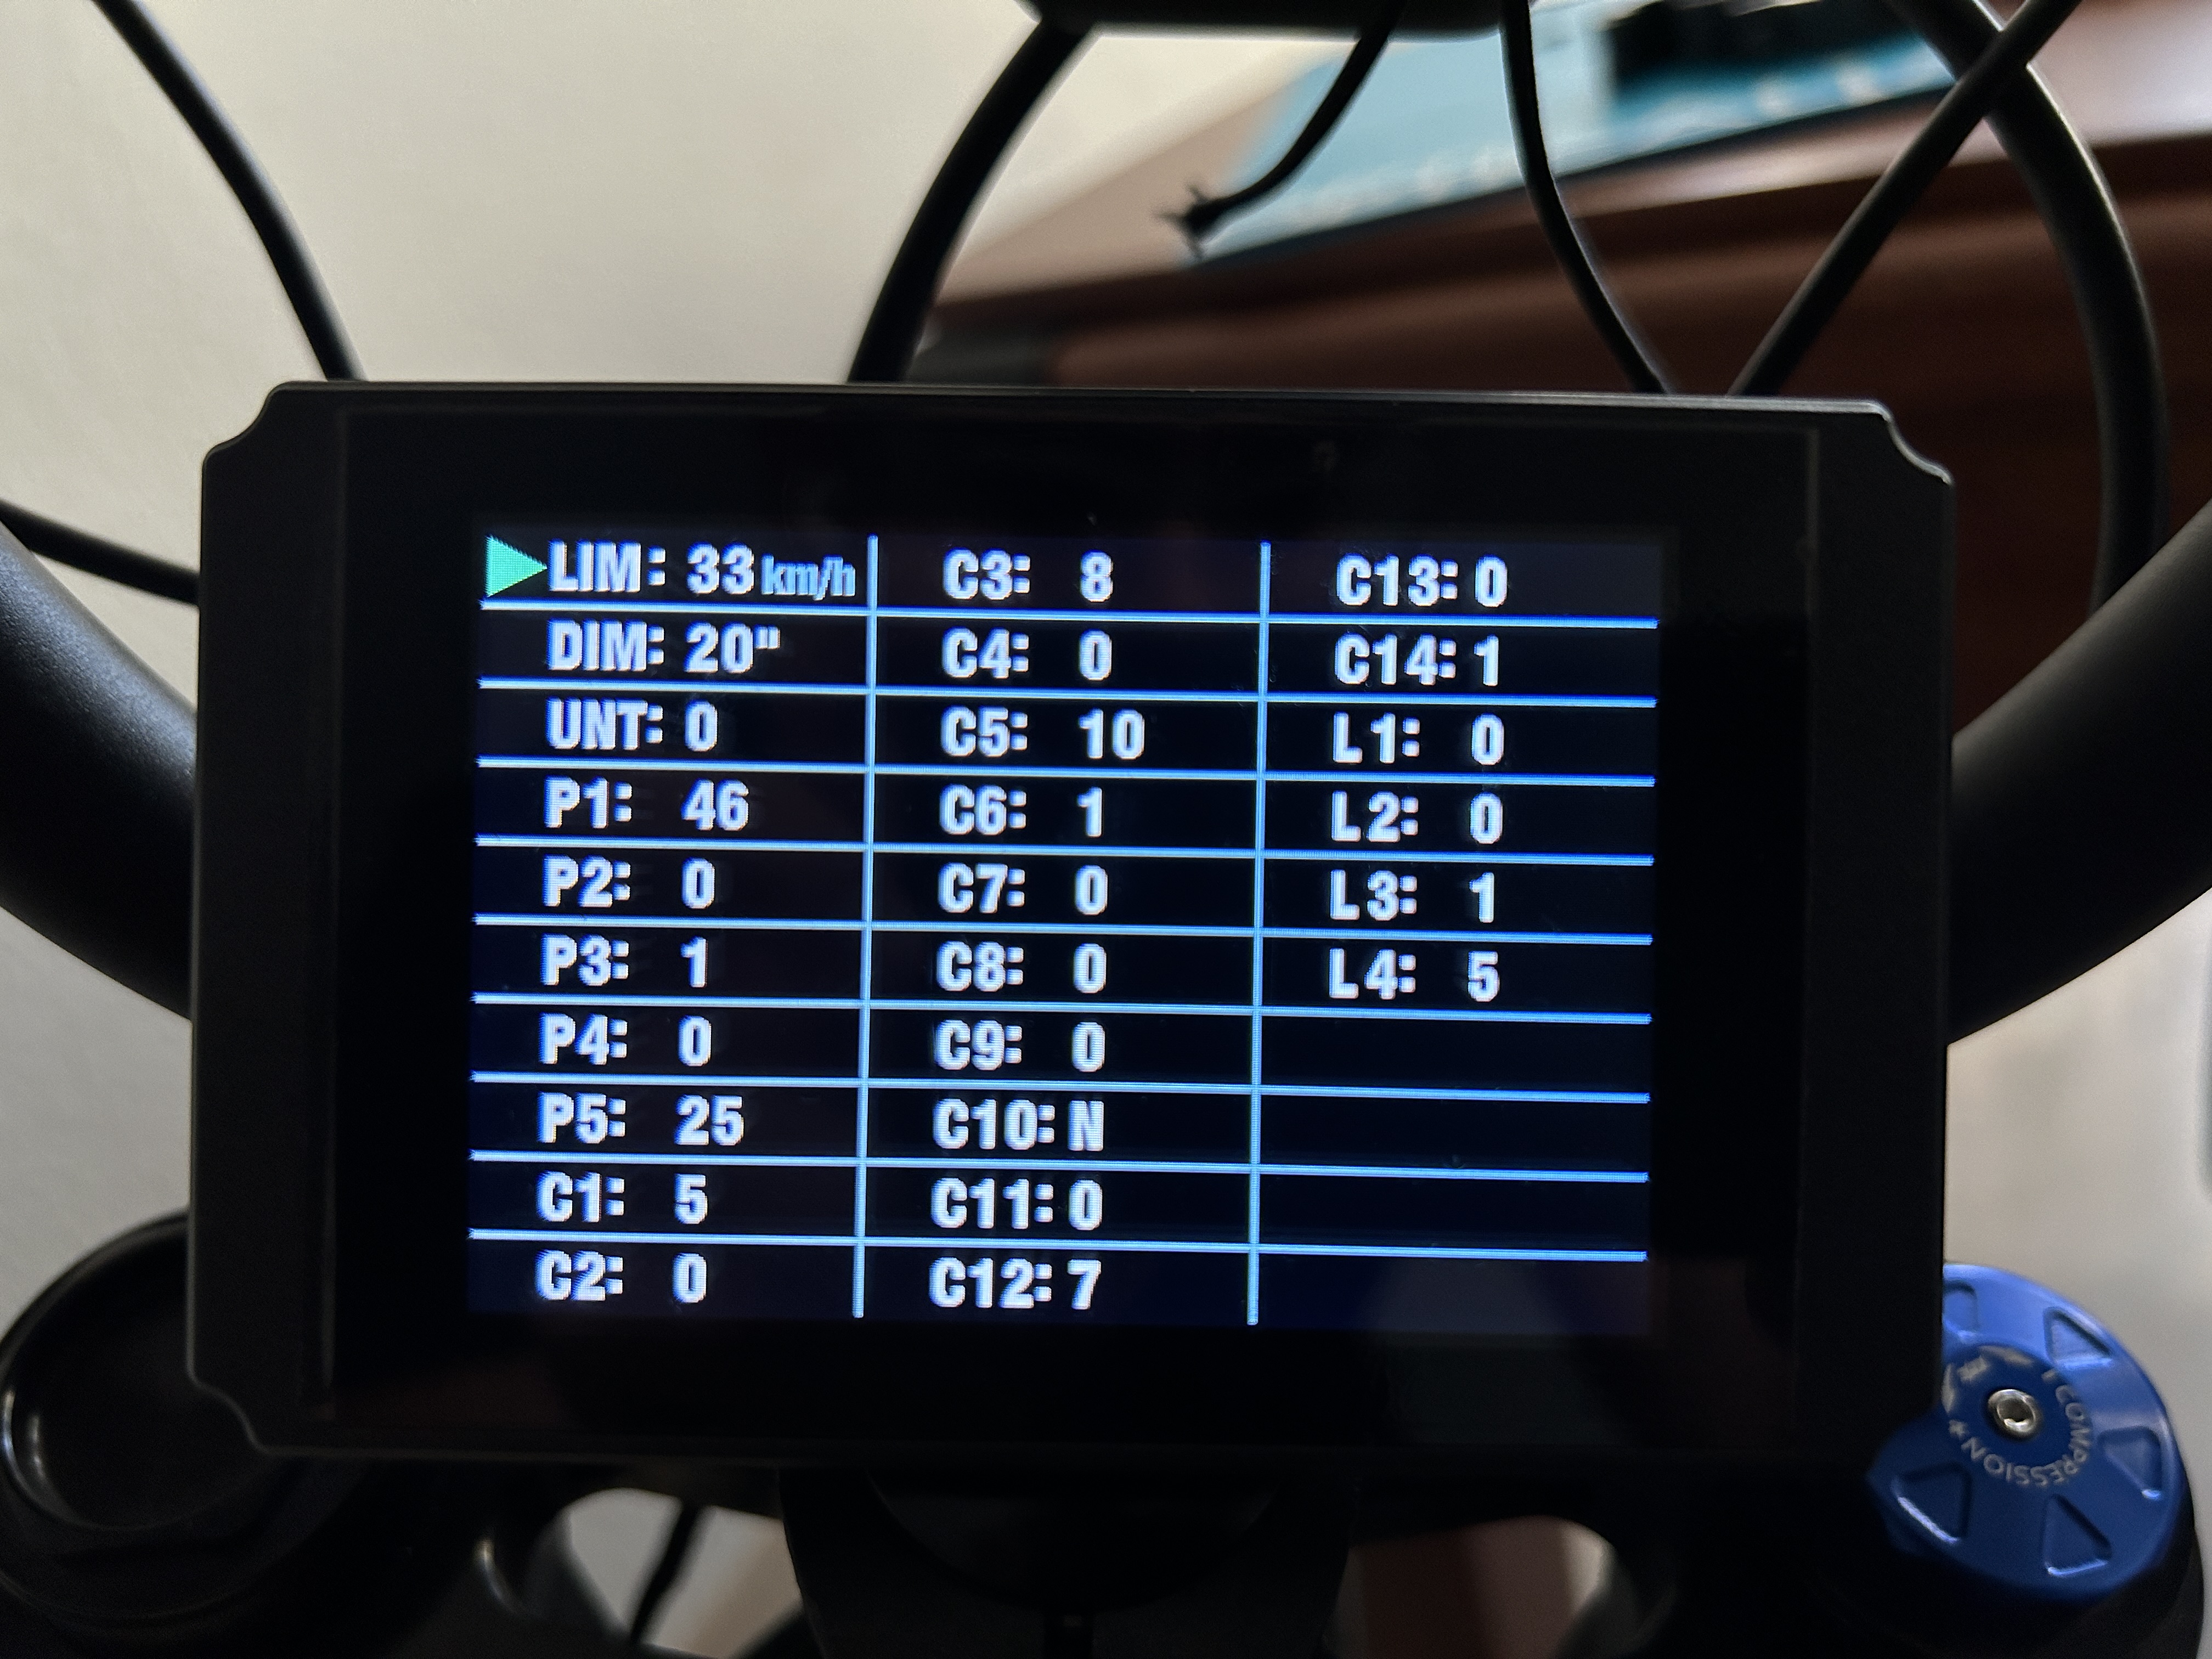 LIM: 33 km/h
DIM: 20"
UNT: 0
P1: 46
P2: 0
P3: 1
P4: 0
P5: 25
C1: 5
C2: 0
C3: 8
C4: 0
C5: 10
C6: 1
C7: 0
C8: 0
C9: 0
C10: N
C11: 0
C12: 7
C13: 0
C14: 1
L1: 0
L2: 0
L3: 1
L4: 5
COMPRESSION +